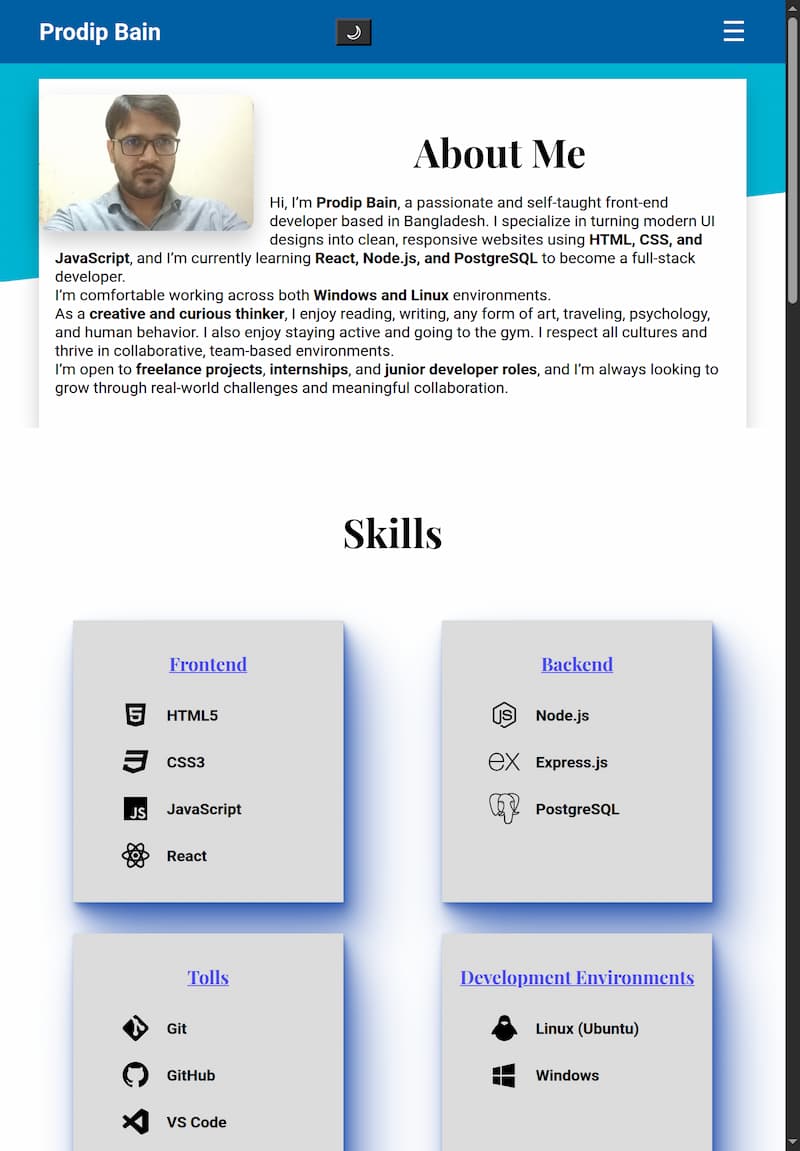 Prodip Bain
About Me
Hi, I’m Prodip Bain, a passionate and self-taught front-end
developer based in Bangladesh. I specialize in turning modern UI
designs into clean, responsive websites using HTML, CSS, and
JavaScript, and I’m currently learning React, Node.js, and PostgreSQL to become a full-stack
developer.
I’m comfortable working across both Windows and Linux environments.
As a creative and curious thinker, I enjoy reading, writing, any form of art, traveling, psychology,
and human behavior. I also enjoy staying active and going to the gym. I respect all cultures and
thrive in collaborative, team-based environments.
I’m open to freelance projects, internships, and junior developer roles, and I’m always looking to
grow through real-world challenges and meaningful collaboration.
Skills
Frontend
HTML5
CSS3
JS JavaScript
React
Backend
JS Node.js
ex Express.js
PostgreSQL
Tolls
Git
GitHub
VS Code
Development Environments
Linux (Ubuntu)
Windows